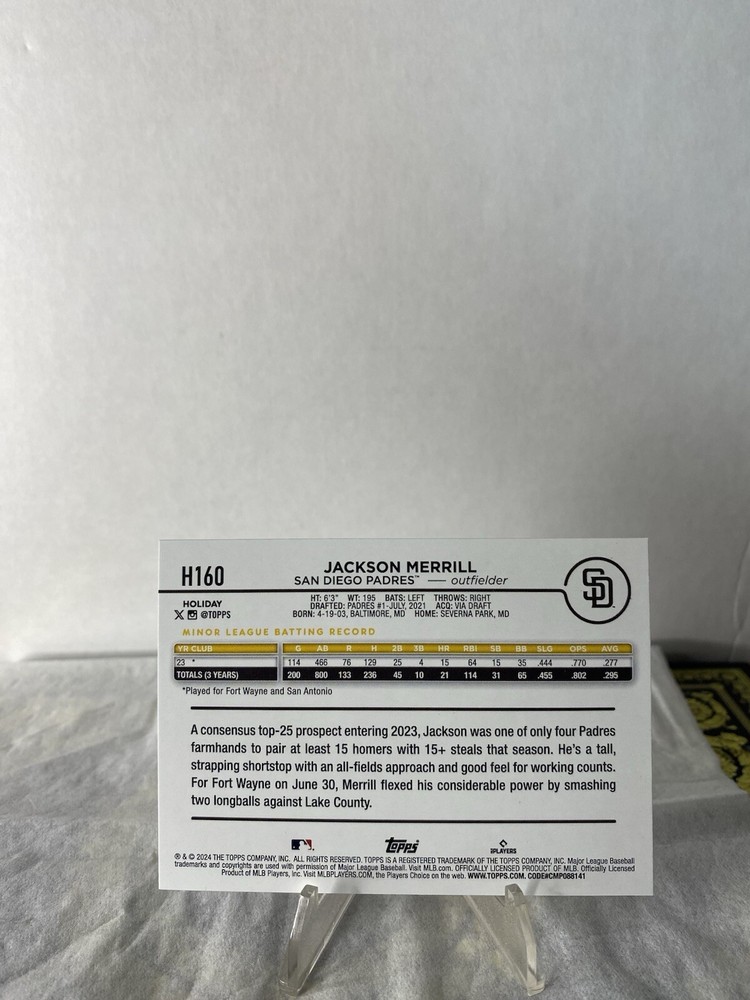 H160
JACKSON MERRILL
SAN DIEGO PADRES™ — outfielder
SD
HOLIDAY
@TOPPS
HT: 6'3" WT: 195 BATS: LEFT THROWS: RIGHT
DRAFTED: PADRES #1-JULY, 2021 ACQ: VIA DRAFT
BORN: 4-19-03, BALTIMORE, MD HOME: SEVERNA PARK, MD
MINOR LEAGUE BATTING RECORD
YR CLUB G AB R H 2B 3B HR RBI SB BB SLG OPS AVG
23 * 114 466 76 129 25 4 15 64 15 35 .444 .770 .277
TOTALS (3 YEARS) 200 800 133 236 45 10 21 114 31 65 .455 .802 .295
*Played for Fort Wayne and San Antonio
A consensus top-25 prospect entering 2023, Jackson was one of only four Padres
farmhands to pair at least 15 homers with 15+ steals that season. He's a tall,
strapping shortstop with an all-fields approach and good feel for working counts.
For Fort Wayne on June 30, Merrill flexed his considerable power by smashing
two longballs against Lake County.
Topps
PLAYERS
® & © 2024 THE TOPPS COMPANY, INC. ALL RIGHTS RESERVED. TOPPS IS A REGISTERED TRADEMARK OF THE TOPPS COMPANY, INC. Major League Baseball
trademarks and copyrights are used with permission of Major League Baseball. Visit MLB.com. OFFICIALLY LICENSED PRODUCT OF MLB. Officially Licensed
Product of MLB Players, Inc. Visit MLBPLAYERS.COM, the Players Choice on the web. WWW.TOPPS.COM. CODE#CMP088141